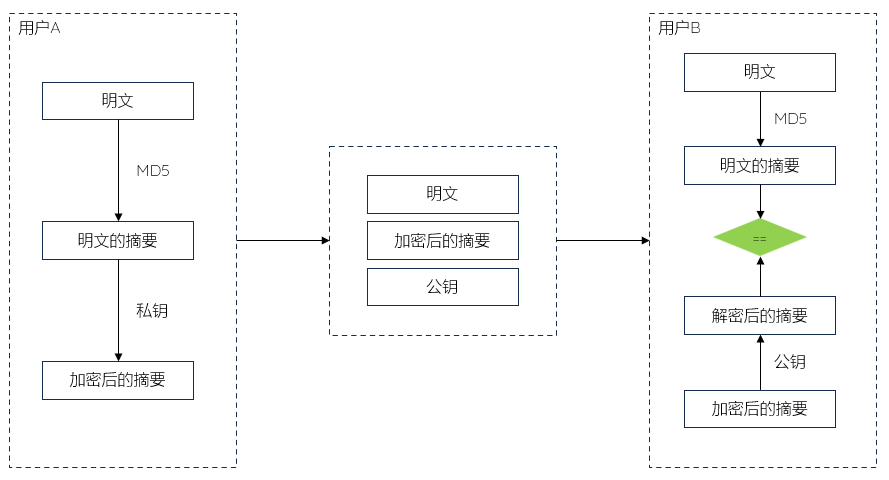 用户A
明文
MD5
明文的摘要
私钥
加密后的摘要
明文
加密后的摘要
公钥
用户B
明文
MD5
明文的摘要
==
解密后的摘要
公钥
加密后的摘要